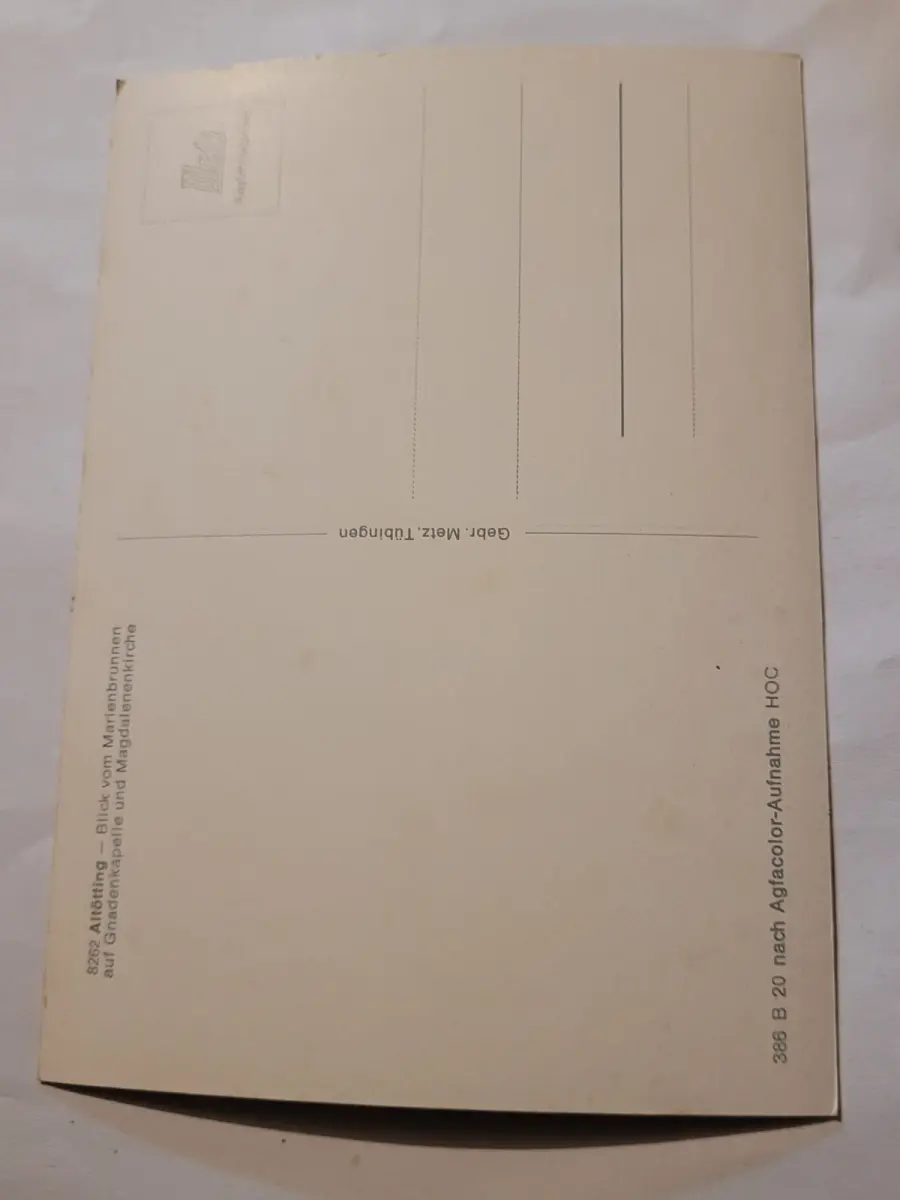 8262 Altötting — Blick vom Marienbrunnen
auf Gnadenkapelle und Magdalenenkirche
Gebr. Metz, Tübingen
386 B 20 nach Agfacolor-Aufnahme HOC